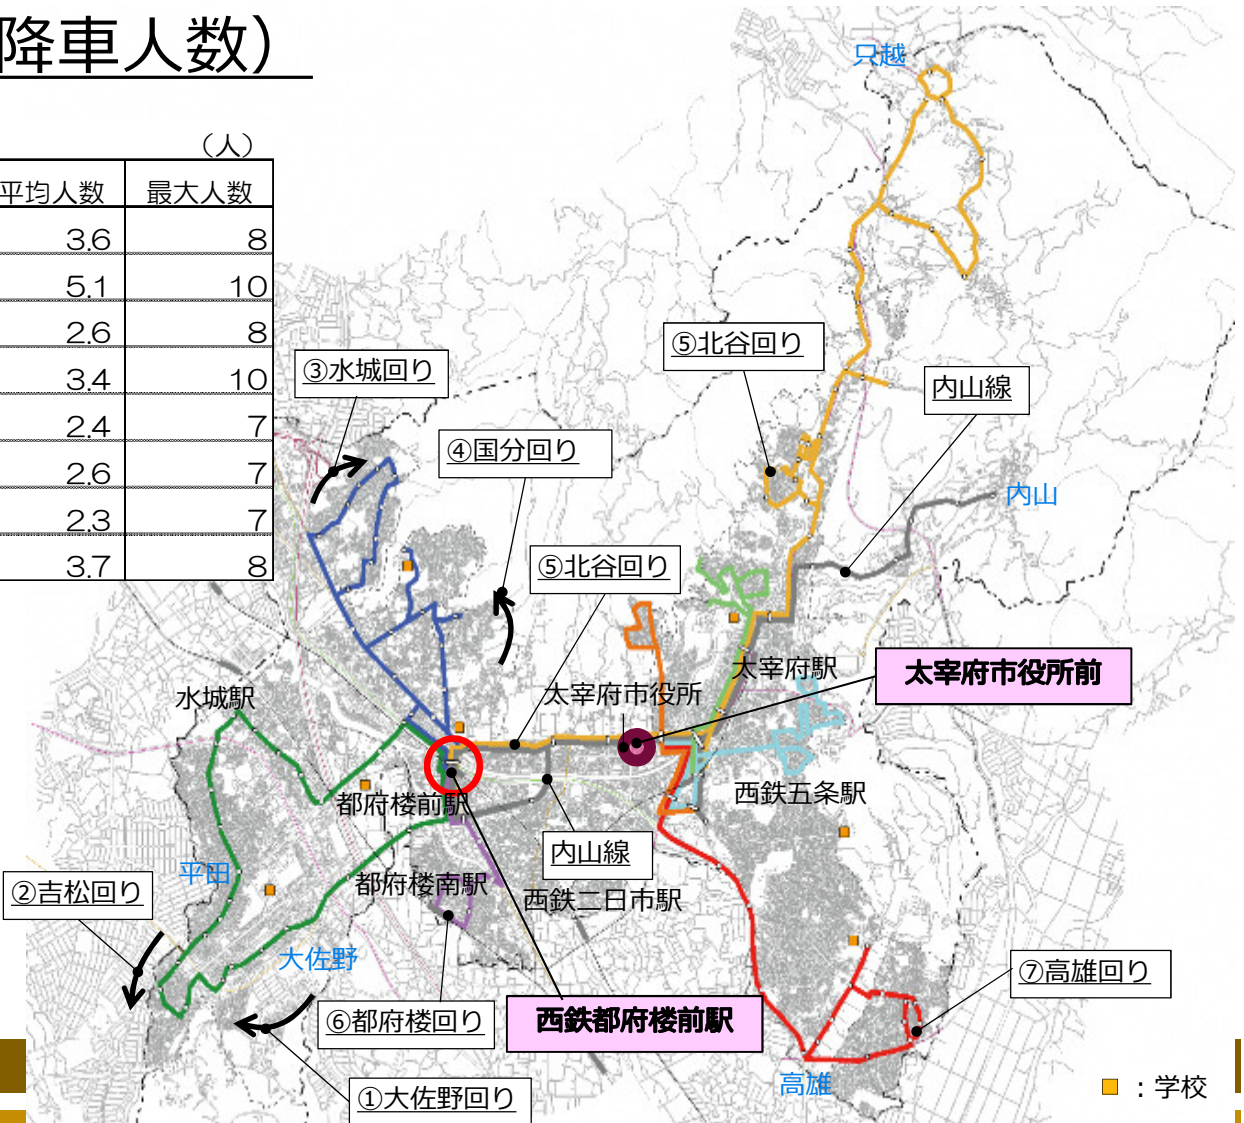 降車人数）
（人）
平均人数 最大人数
3.6 8
5.1 10
2.6 8
3.4 10
2.4 7
2.6 7
2.3 7
3.7 8
只越
⑤北谷回り
③水城回り
内山線
④国分回り
内山
⑤北谷回り
太宰府駅
太宰府市役所前
水城駅
太宰府市役所
西鉄五条駅
都府楼前駅
内山線
平田
都府楼南駅
②吉松回り
西鉄二日市駅
大佐野
⑦高雄回り
⑥都府楼回り
西鉄都府楼前駅
高雄
：学校
①大佐野回り